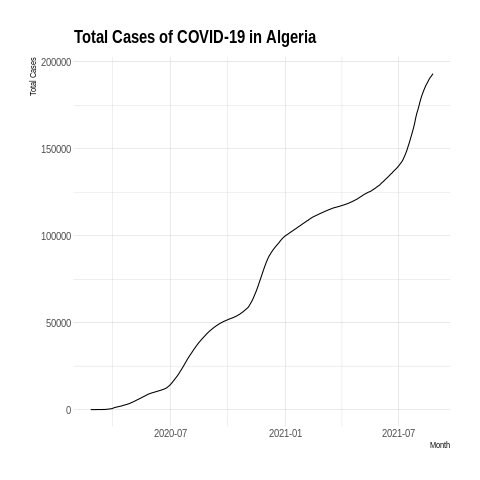 Total Cases of COVID-19 in Algeria
Total Cases
200000
150000
100000
50000
0
2020-07
2021-01
2021-07
Month